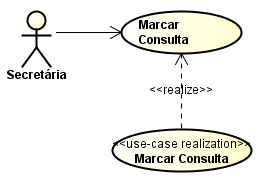 Marcar
Consulta
Secretária
<<realize>>
<<use-case realization>>
Marcar Consulta